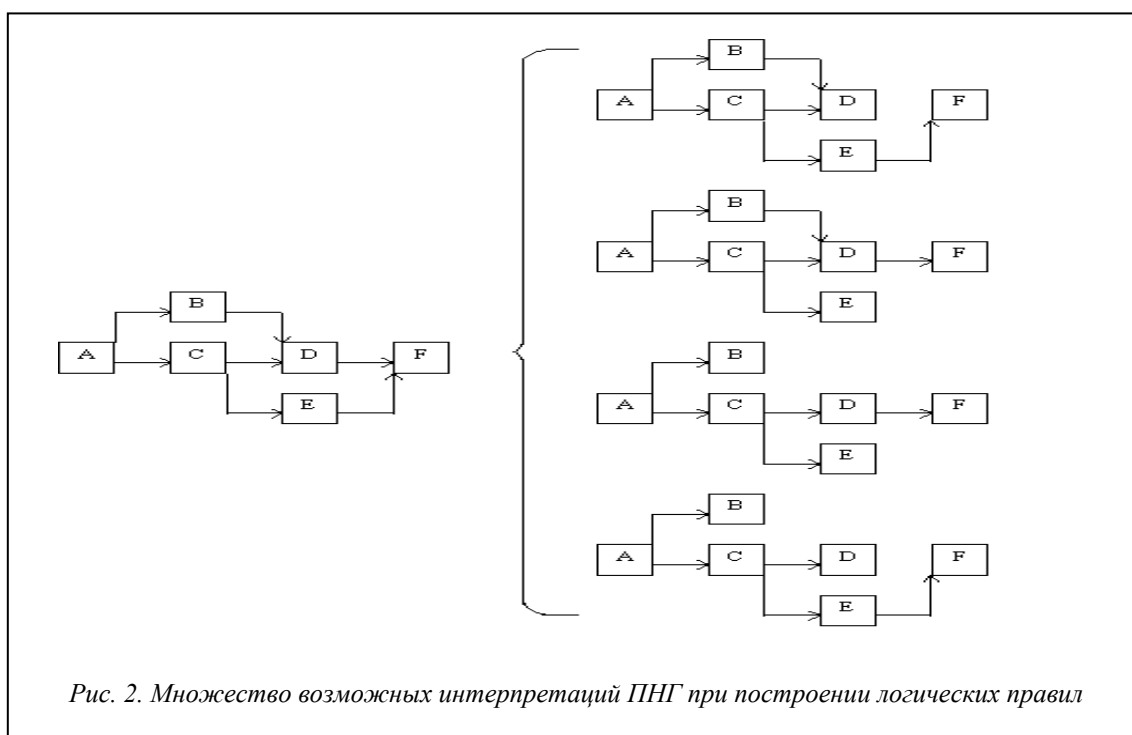 B
A C D F
E
B
A C D F
E
B
A C D F
E
B
A C D F
E
B
A C D F
E
Рис. 2. Множество возможных интерпретаций ПНГ при построении логических правил